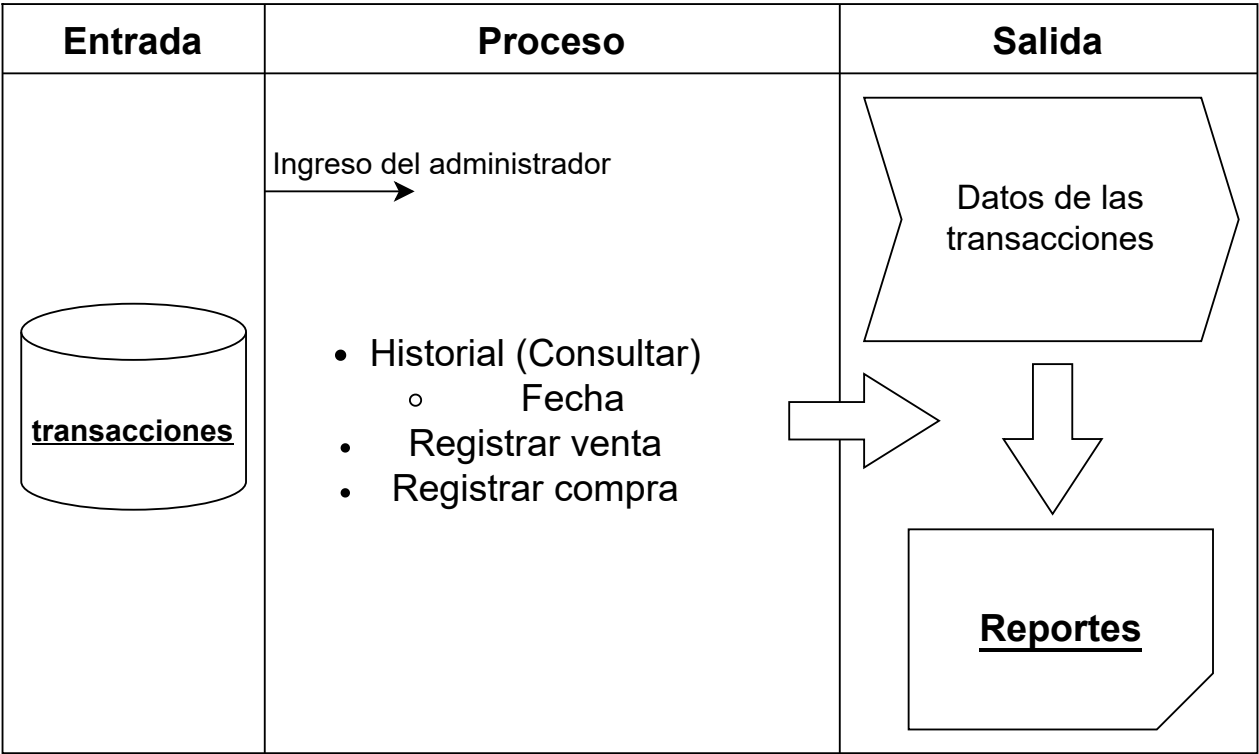 Entrada
Proceso
Salida
Ingreso del administrador
Datos de las
transacciones
transacciones
Historial (Consultar)
Fecha
Registrar venta
Registrar compra
Reportes